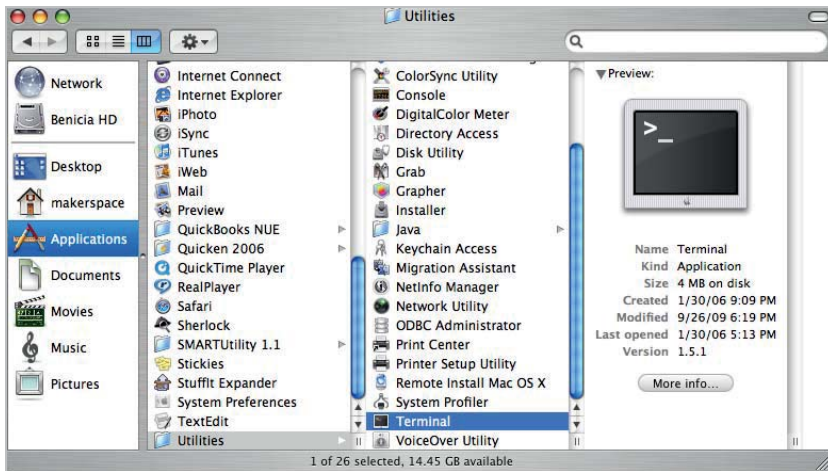 Utilities
Network
Benicia HD
Desktop
makerspace
Applications
Documents
Movies
Music
Pictures
Internet Connect
Internet Explorer
iPhoto
iSync
iTunes
iWeb
Mail
Preview
QuickBooks NUE
Quicken 2006
QuickTime Player
RealPlayer
Safari
Sherlock
SMARTUtility 1.1
Stickies
StuffIt Expander
System Preferences
TextEdit
Utilities
ColorSync Utility
Console
DigitalColor Meter
Directory Access
Disk Utility
Grab
Grapher
Installer
Java
Keychain Access
Migration Assistant
NetInfo Manager
Network Utility
ODBC Administrator
Print Center
Printer Setup Utility
Remote Install Mac OS X
System Profiler
Terminal
VoiceOver Utility
Preview:
>_
Name Terminal
Kind Application
Size 4 MB on disk
Created 1/30/06 9:09 PM
Modified 9/26/09 6:19 PM
Last opened 1/30/06 5:13 PM
Version 1.5.1
More info...
1 of 26 selected, 14.45 GB available